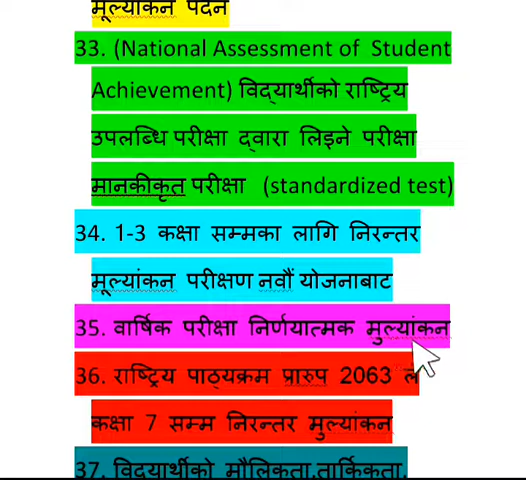 मूल्यांकन पदन
33. (National Assessment of Student
Achievement) विद्यार्थीको राष्ट्रिय
उपलब्धि परीक्षा द्वारा लिइने परीक्षा
मानकीकृत परीक्षा (standardized test)
34. 1-3 कक्षा सम्मका लागि निरन्तर
मूल्यांकन परीक्षण नवौं योजनाबाट
35. वार्षिक परीक्षा निर्णयात्मक मुल्यांकन
36. राष्ट्रिय पाठ्यक्रम प्रारुप 2063 ले
कक्षा 7 सम्म निरन्तर मुल्यांकन
37. विद्यार्थीको मौलिकता,तार्किकता,